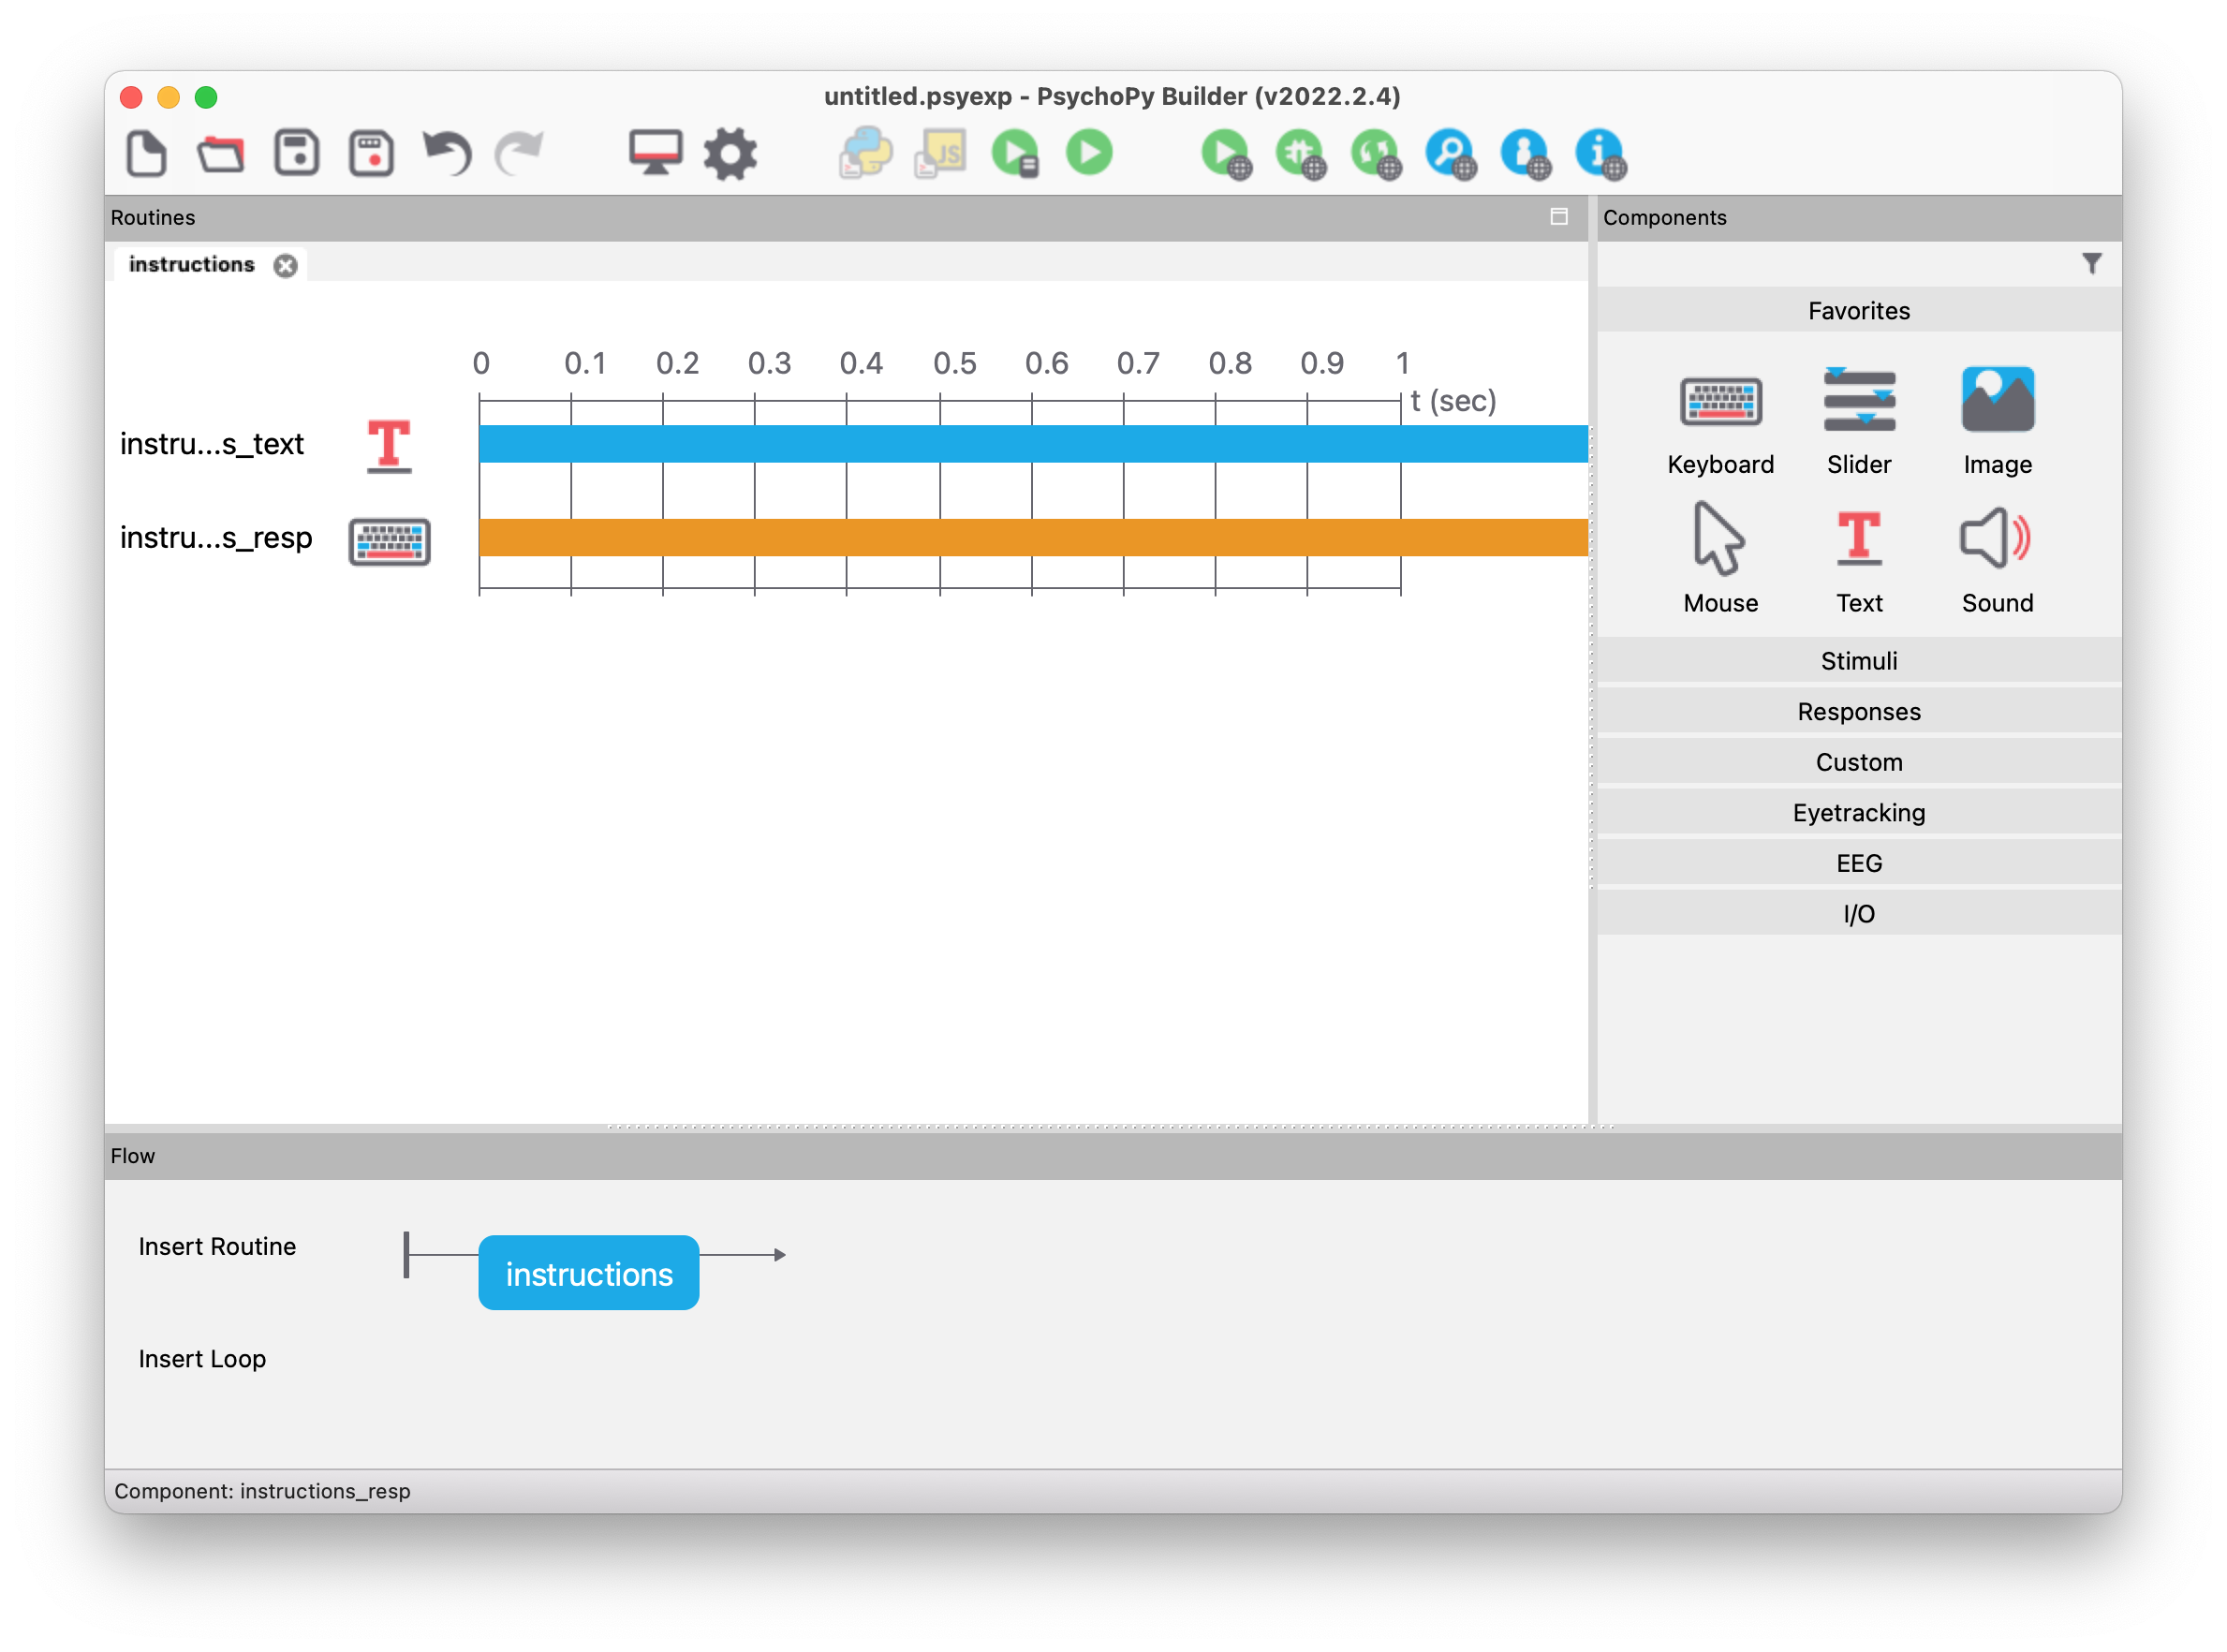 untitled.psyexp - PsychoPy Builder (v2022.2.4)
JS
Routines
instructions
0 0.1 0.2 0.3 0.4 0.5 0.6 0.7 0.8 0.9 1
t (sec)
instru...s_text
instru...s_resp
Components
Favorites
Keyboard Slider Image
Mouse Text Sound
Stimuli
Responses
Custom
Eyetracking
EEG
I/O
Flow
Insert Routine
instructions
Insert Loop
Component: instructions_resp